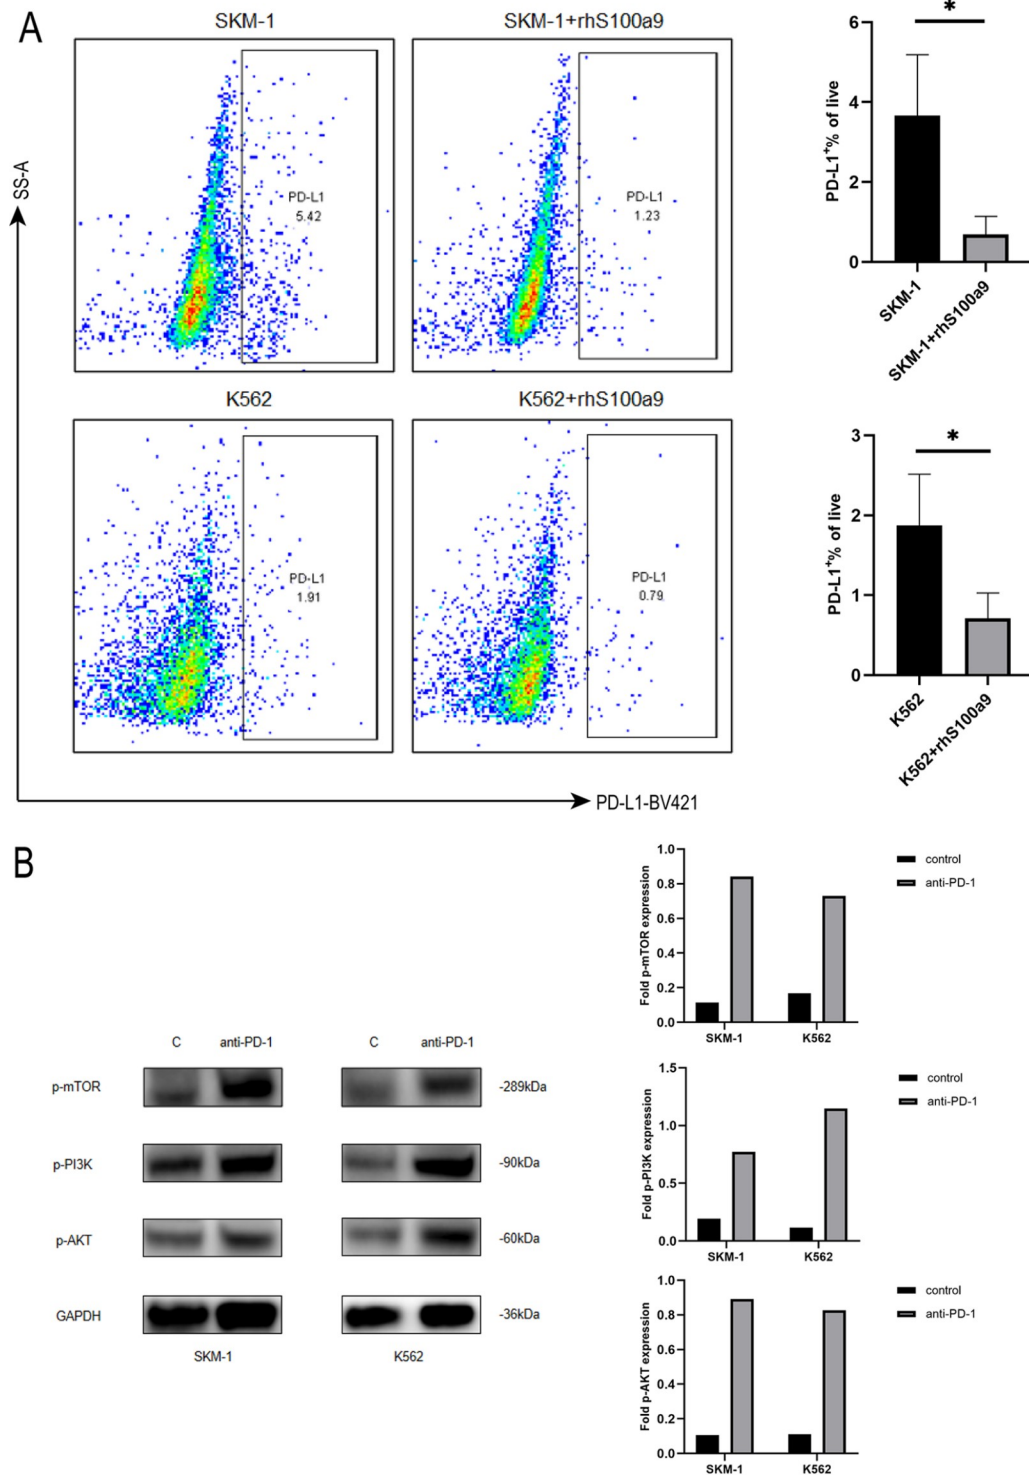 A
SKM-1
SKM-1+rhS100a9
SS-A
PD-L1
5.42
PD-L1
1.23
K562
K562+rhS100a9
PD-L1
1.91
PD-L1
0.79
PD-L1-BV421
*
6
4
2
0
PD-L1+% of live
SKM-1
SKM-1+rhS100a9
*
3
2
1
0
PD-L1+% of live
K562
K562+rhS100a9
B
C anti-PD-1 C anti-PD-1
p-mTOR -289kDa
p-PI3K -90kDa
p-AKT -60kDa
GAPDH -36kDa
SKM-1 K562
Fold p-mTOR expression
1.0
0.8
0.6
0.4
0.2
0.0
SKM-1 K562
control
anti-PD-1
Fold p-PI3K expression
1.5
1.0
0.5
0.0
SKM-1 K562
control
anti-PD-1
Fold p-AKT expression
1.0
0.8
0.6
0.4
0.2
0.0
SKM-1 K562
control
anti-PD-1